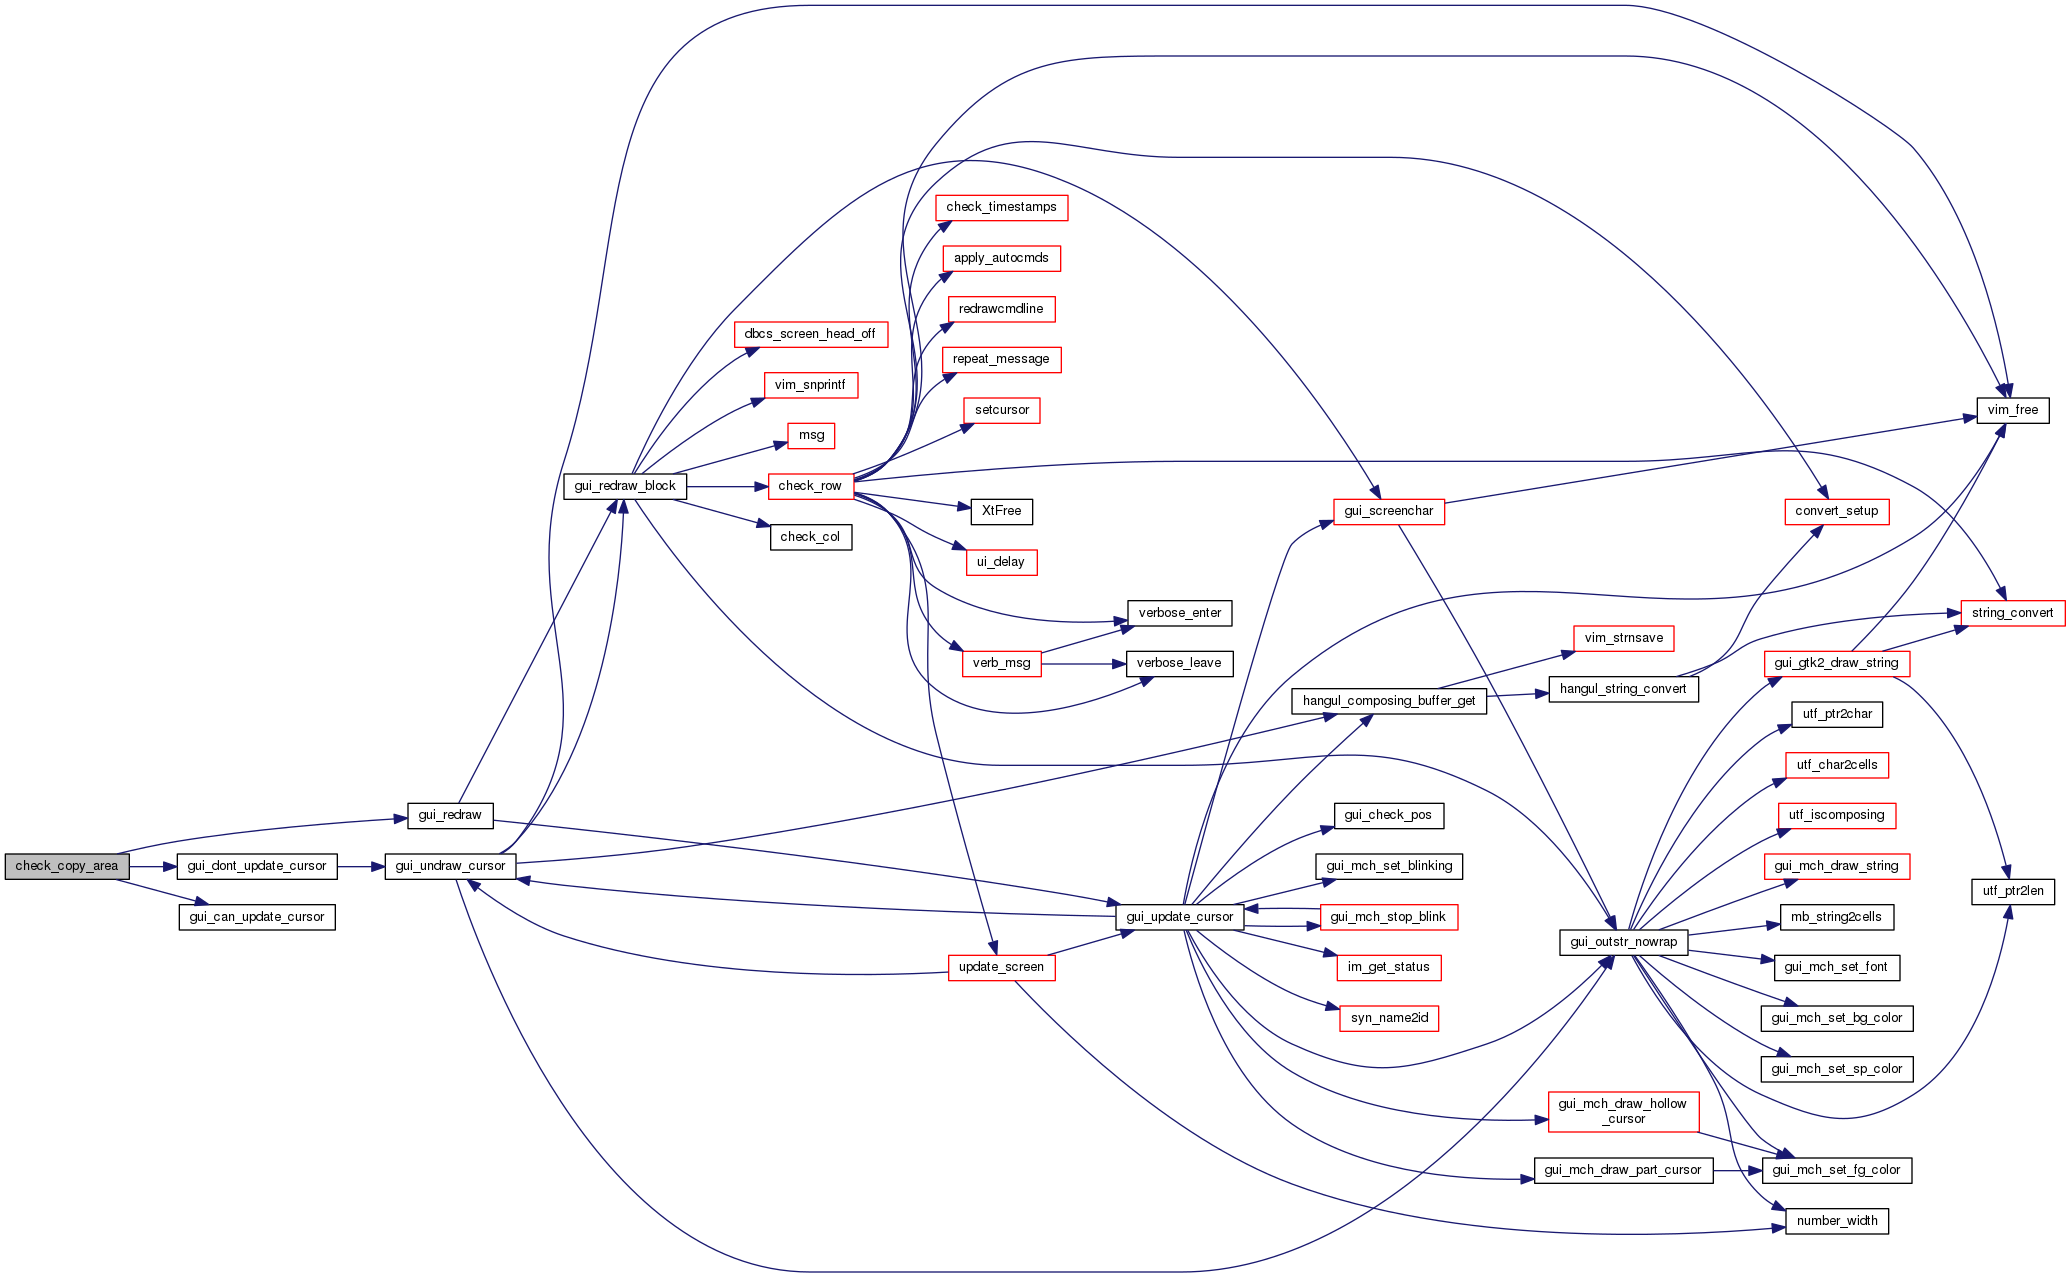 check_copy_area
gui_redraw
gui_dont_update_cursor
gui_can_update_cursor
gui_undraw_cursor
gui_redraw_block
dbcs_screen_head_off
vim_snprintf
msg
check_row
check_col
check_timestamps
apply_autocmds
redrawcmdline
repeat_message
setcursor
XtFree
ui_delay
verb_msg
update_screen
verbose_enter
verbose_leave
gui_update_cursor
gui_screenchar
hangul_composing_buffer_get
gui_check_pos
gui_mch_set_blinking
gui_mch_stop_blink
im_get_status
syn_name2id
vim_strnsave
hangul_string_convert
gui_outstr_nowrap
gui_mch_draw_hollow
_cursor
gui_mch_draw_part_cursor
convert_setup
gui_gtk2_draw_string
utf_ptr2char
utf_char2cells
utf_iscomposing
gui_mch_draw_string
mb_string2cells
gui_mch_set_font
gui_mch_set_bg_color
gui_mch_set_sp_color
gui_mch_set_fg_color
number_width
vim_free
string_convert
utf_ptr2len